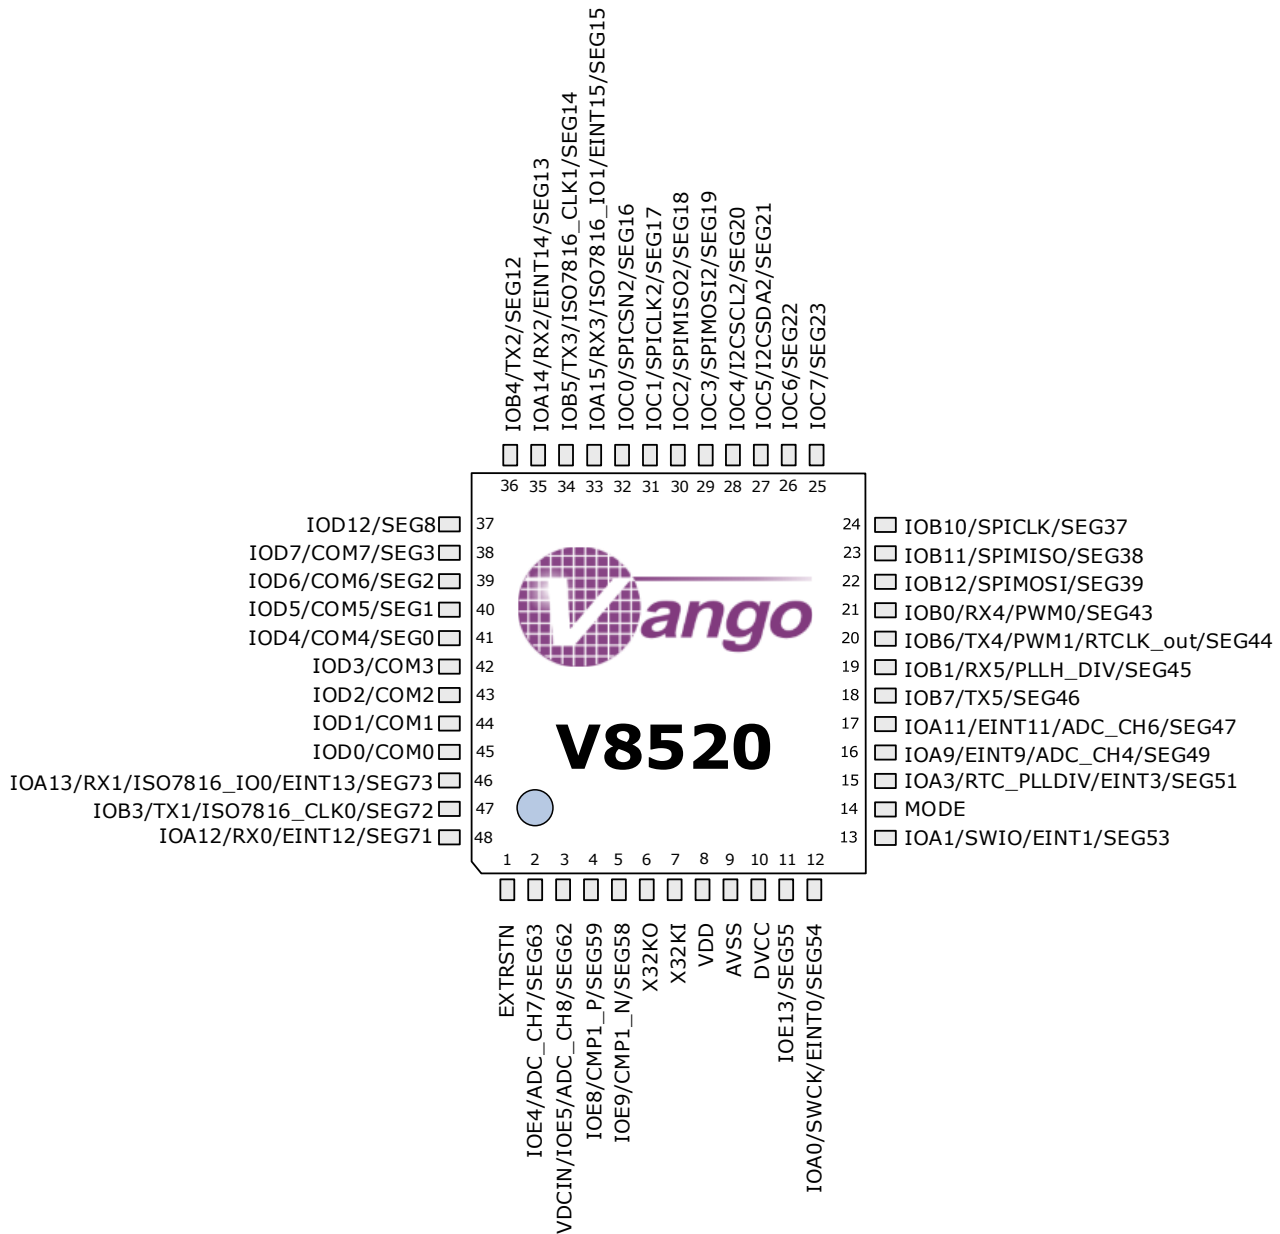 IOB4/TX2/SEG12
IOA14/RX2/EINT14/SEG13
IOB5/TX3/ISO7816_CLK1/SEG14
IOA15/RX3/ISO7816_IO1/EINT15/SEG15
IOC0/SPICSN2/SEG16
IOC1/SPICLK2/SEG17
IOC2/SPIMISO2/SEG18
IOC3/SPIMOSI2/SEG19
IOC4/I2CSCL2/SEG20
IOC5/I2CSDA2/SEG21
IOC6/SEG22
IOC7/SEG23
36 35 34 33 32 31 30 29 28 27 26 25
IOD12/SEG8 37
IOD7/COM7/SEG3 38
IOD6/COM6/SEG2 39
IOD5/COM5/SEG1 40
IOD4/COM4/SEG0 41
IOD3/COM3 42
IOD2/COM2 43
IOD1/COM1 44
IOD0/COM0 45
IOA13/RX1/ISO7816_IO0/EINT13/SEG73 46
IOB3/TX1/ISO7816_CLK0/SEG72 47
IOA12/RX0/EINT12/SEG71 48
Vango
V8520
24 IOB10/SPICLK/SEG37
23 IOB11/SPIMISO/SEG38
22 IOB12/SPIMOSI/SEG39
21 IOB0/RX4/PWM0/SEG43
20 IOB6/TX4/PWM1/RTCLK_out/SEG44
19 IOB1/RX5/PLLH_DIV/SEG45
18 IOB7/TX5/SEG46
17 IOA11/EINT11/ADC_CH6/SEG47
16 IOA9/EINT9/ADC_CH4/SEG49
15 IOA3/RTC_PLLDIV/EINT3/SEG51
14 MODE
13 IOA1/SWIO/EINT1/SEG53
1 2 3 4 5 6 7 8 9 10 11 12
EXTRSTN
IOE4/ADC_CH7/SEG63
VDCIN/IOE5/ADC_CH8/SEG62
IOE8/CMP1_P/SEG59
IOE9/CMP1_N/SEG58
X32KO
X32KI
VDD
AVSS
DVCC
IOE13/SEG55
IOA0/SWCK/EINT0/SEG54